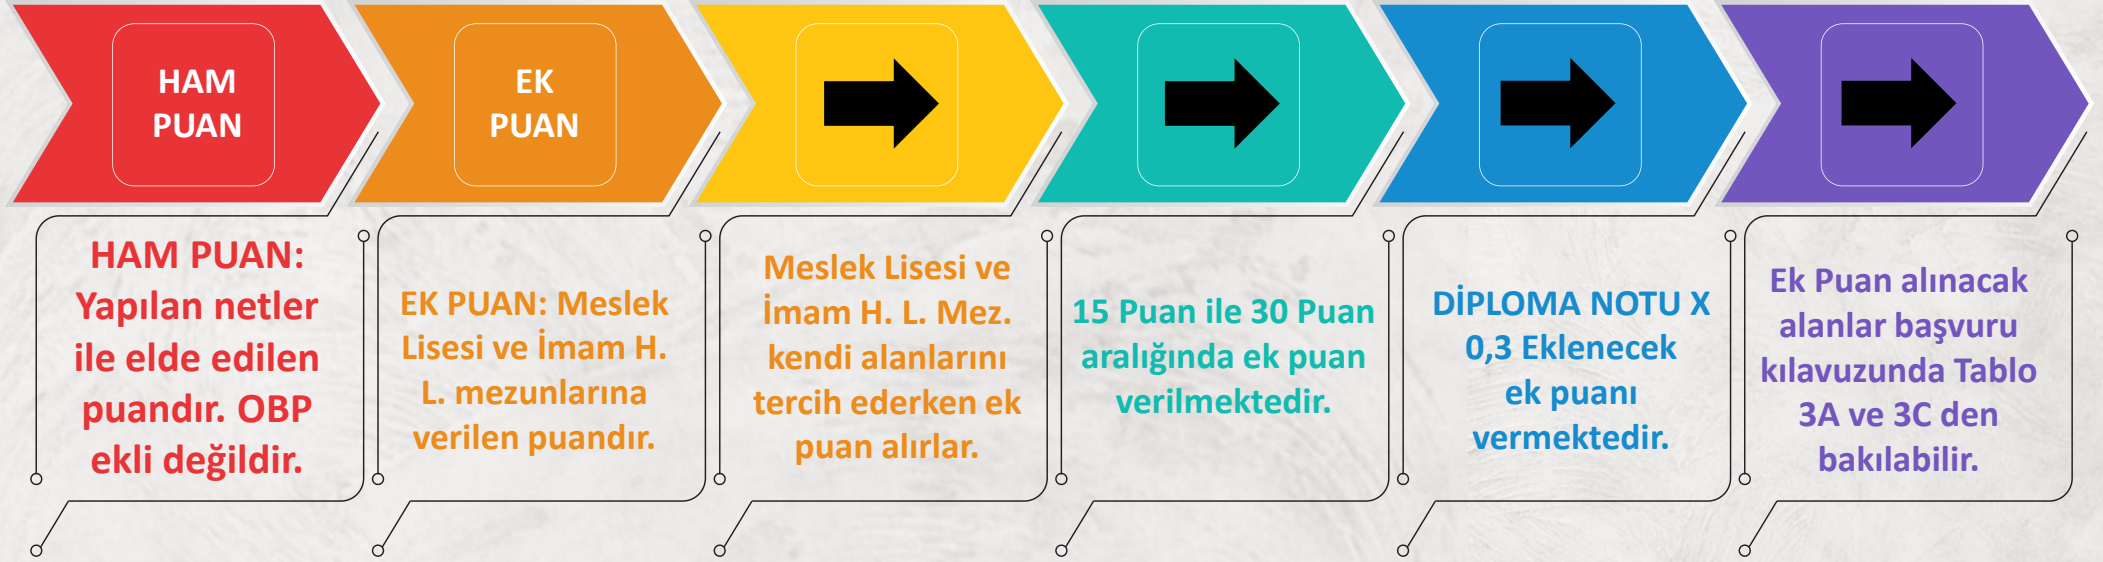 HAM
PUAN
EK
PUAN
HAM PUAN:
Yapılan netler
ile elde edilen
puandır. OBP
ekli değildir.
EK PUAN: Meslek
Lisesi ve İmam H.
L. mezunlarına
verilen puandır.
Meslek Lisesi ve
İmam H. L. Mez.
kendi alanlarını
tercih ederken ek
puan alırlar.
15 Puan ile 30 Puan
aralığında ek puan
verilmektedir.
DİPLOMA NOTU X
0,3 Eklenecek
ek puanı
vermektedir.
Ek Puan alınacak
alanlar başvuru
kılavuzunda Tablo
3A ve 3C den
bakılabilir.